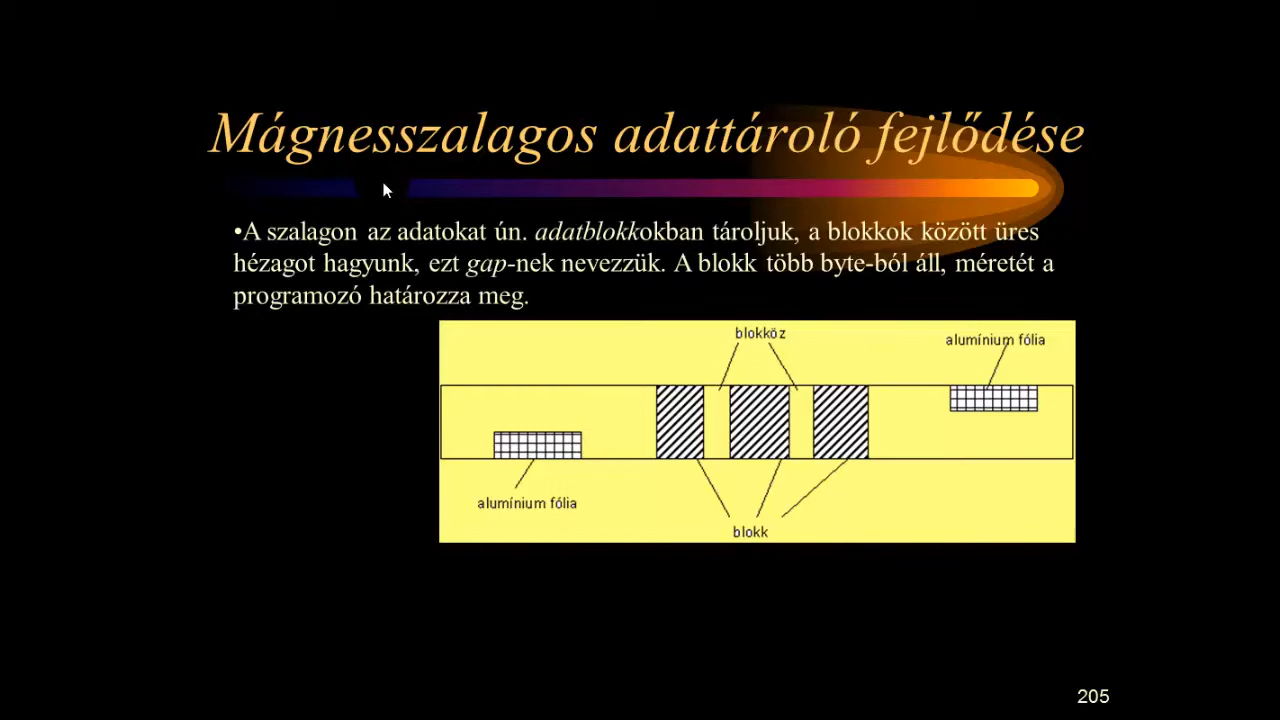 Mágnesszalagos adattároló fejlődése
•A szalagon az adatokat ún. adatblokkokban tároljuk, a blokkok között üres
hézagot hagyunk, ezt gap-nek nevezzük. A blokk több byte-ból áll, méretét a
programozó határozza meg.
blokköz
alumínium fólia
alumínium fólia
blokk
205